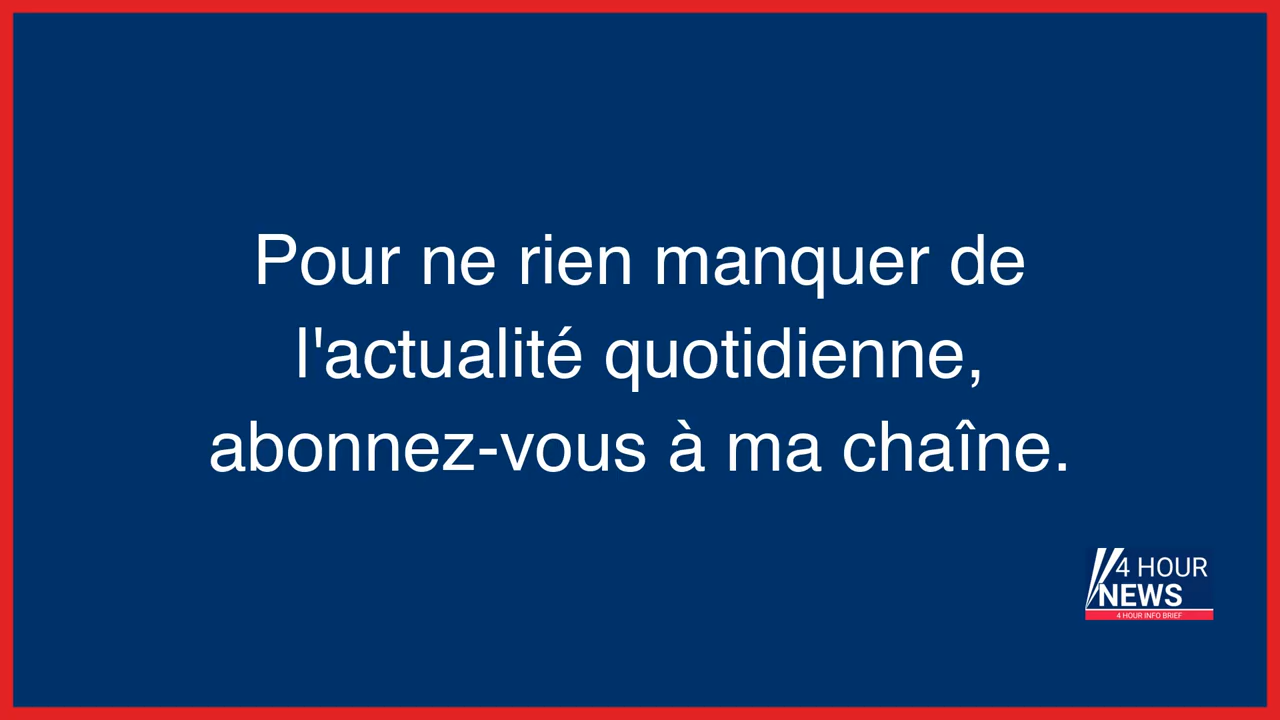 Pour ne rien manquer de
l'actualité quotidienne,
abonnez-vous à ma chaîne.
4 HOUR
NEWS
4 HOUR INFO BRIEF